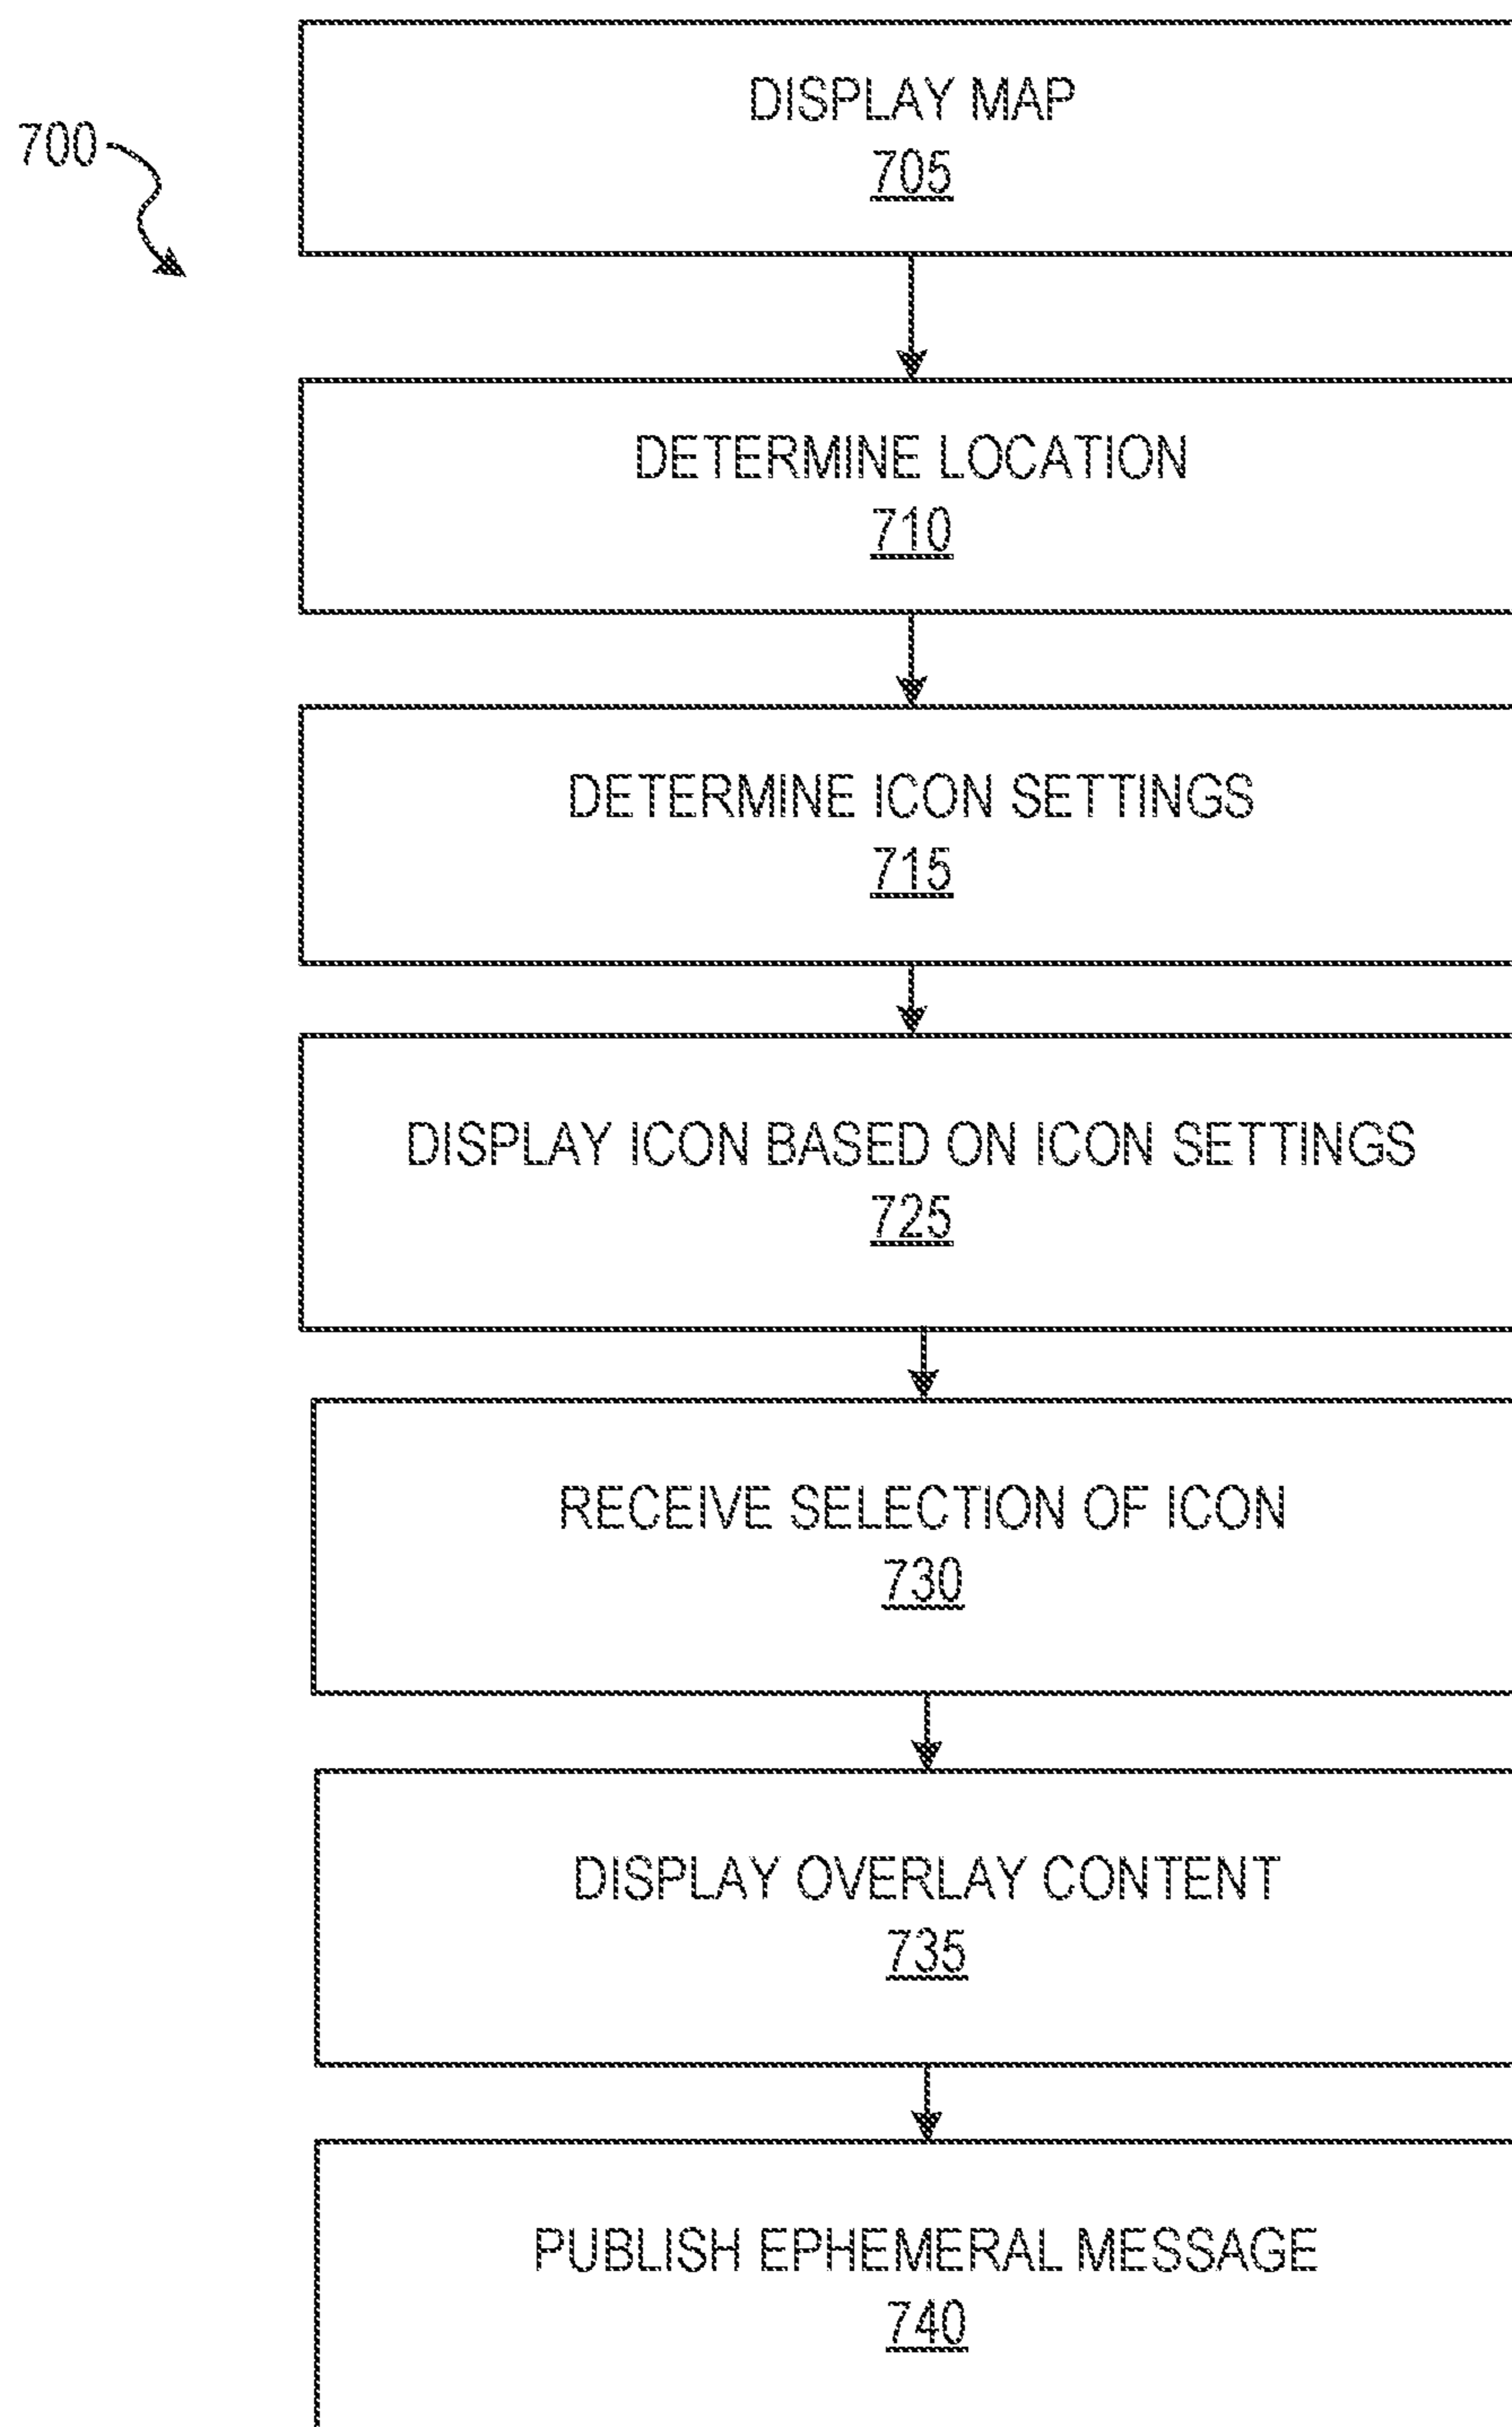 700
DISPLAY MAP
705
DETERMINE LOCATION
710
DETERMINE ICON SETTINGS
715
DISPLAY ICON BASED ON ICON SETTINGS
725
RECEIVE SELECTION OF ICON
730
DISPLAY OVERLAY CONTENT
735
PUBLISH EPHEMERAL MESSAGE
740